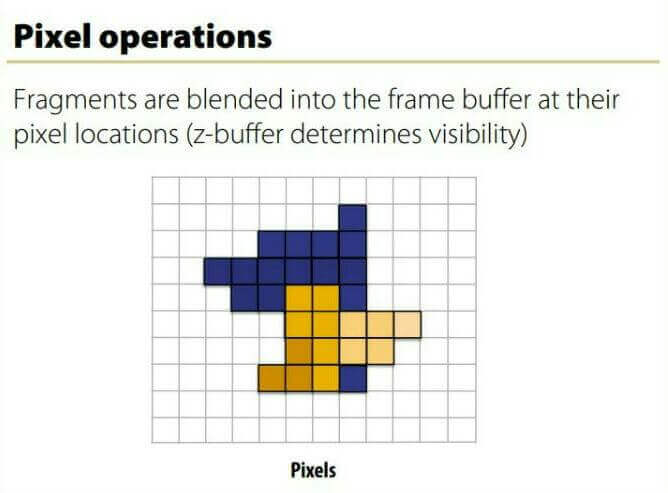 Pixel operations
Fragments are blended into the frame buffer at their
pixel locations (z-buffer determines visibility)
Pixels